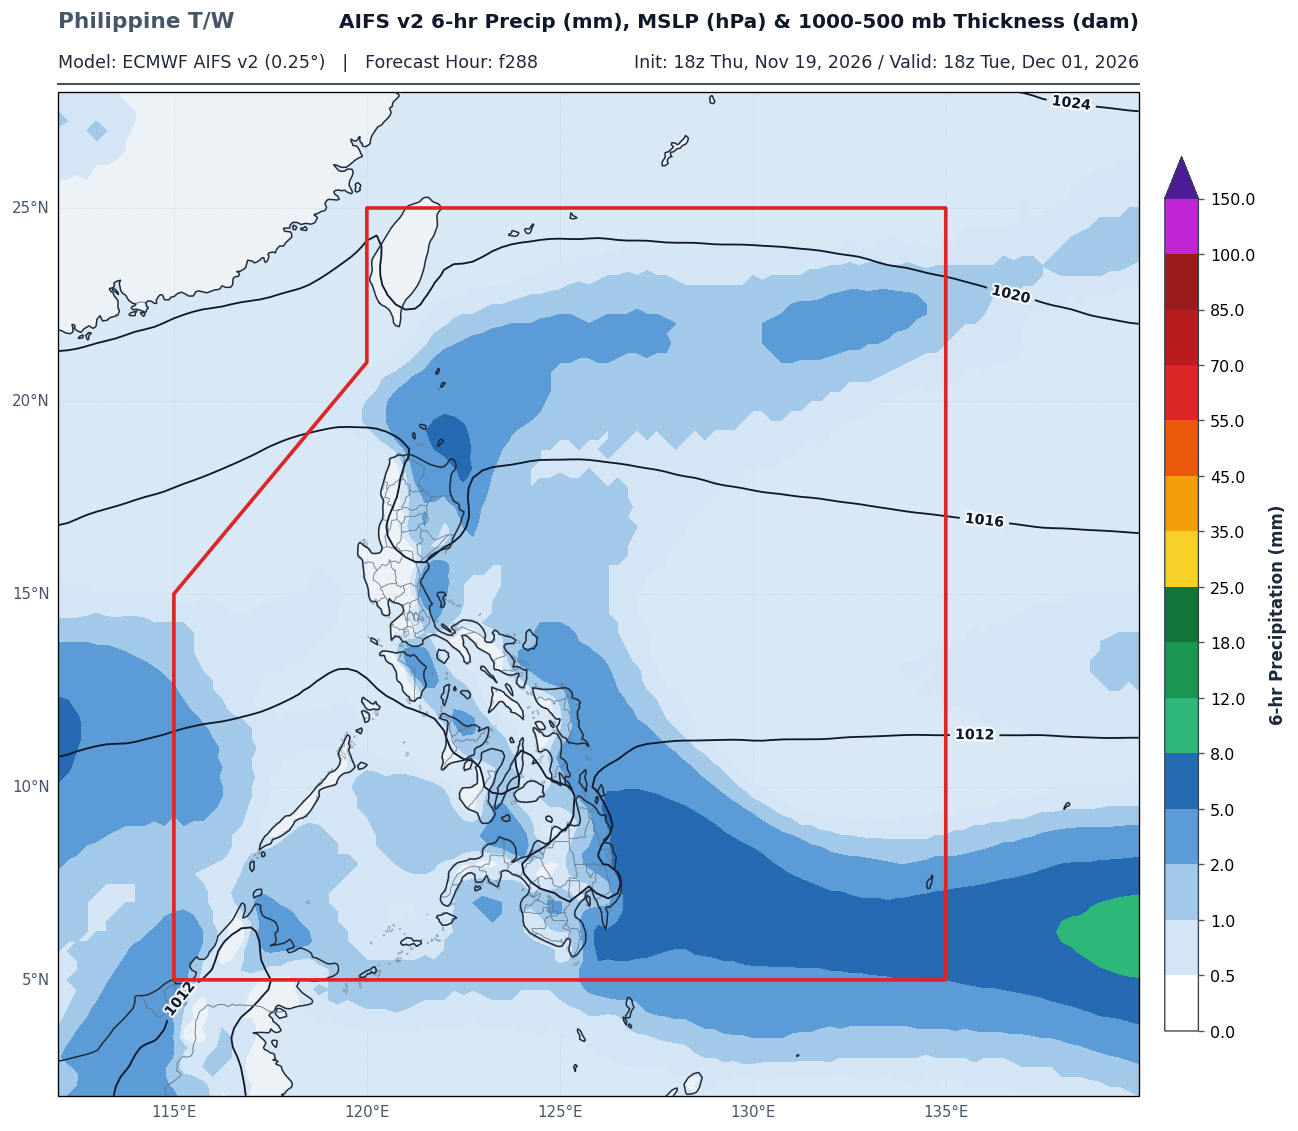 Philippine T/W
AIFS v2 6-hr Precip (mm), MSLP (hPa) & 1000-500 mb Thickness (dam)
Model: ECMWF AIFS v2 (0.25°) | Forecast Hour: f288
Init: 18z Thu, Nov 19, 2026 / Valid: 18z Tue, Dec 01, 2026
1024
25°N
1020
20°N
1016
15°N
1012
10°N
5°N
1012
115°E
120°E
125°E
130°E
135°E
150.0
100.0
85.0
70.0
55.0
45.0
35.0
25.0
18.0
12.0
8.0
5.0
2.0
1.0
0.5
0.0
6-hr Precipitation (mm)